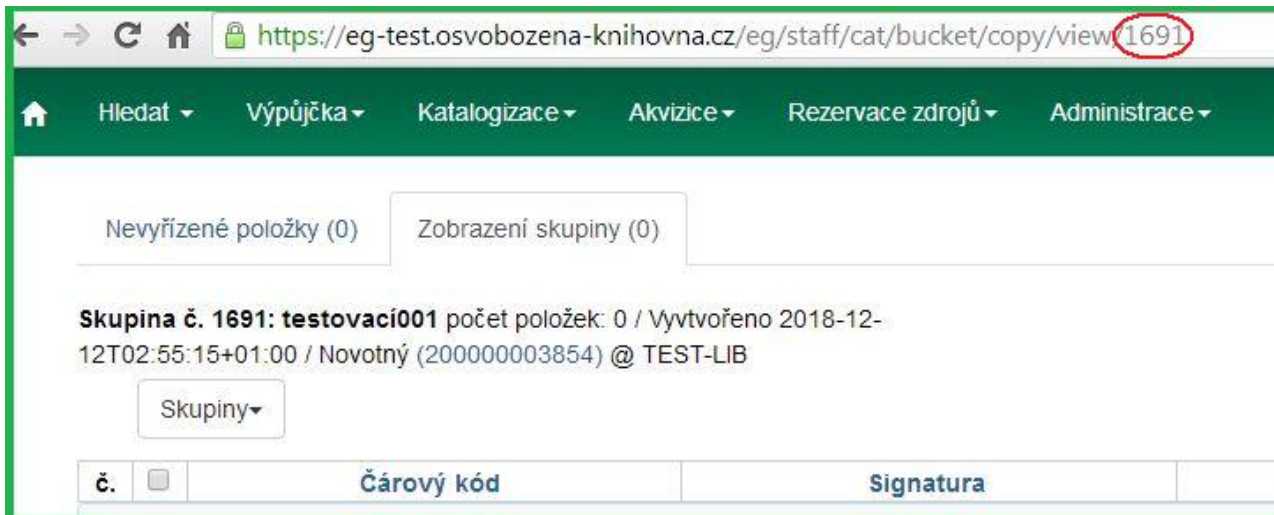 https://eg-test.osvobozena-knihovna.cz/eg/staff/cat/bucket/copy/view/1691
Hledat Výpůjčka Katalogizace Akvizice Rezervace zdrojů Administrace
Nevyřízené položky (0) Zobrazení skupiny (0)
Skupina č. 1691: testovací001 počet položek: 0 / Vyvtvořeno 2018-12-
12T02:55:15+01:00 / Novotný (200000003854) @ TEST-LIB
Skupiny
č. Čárový kód Signatura